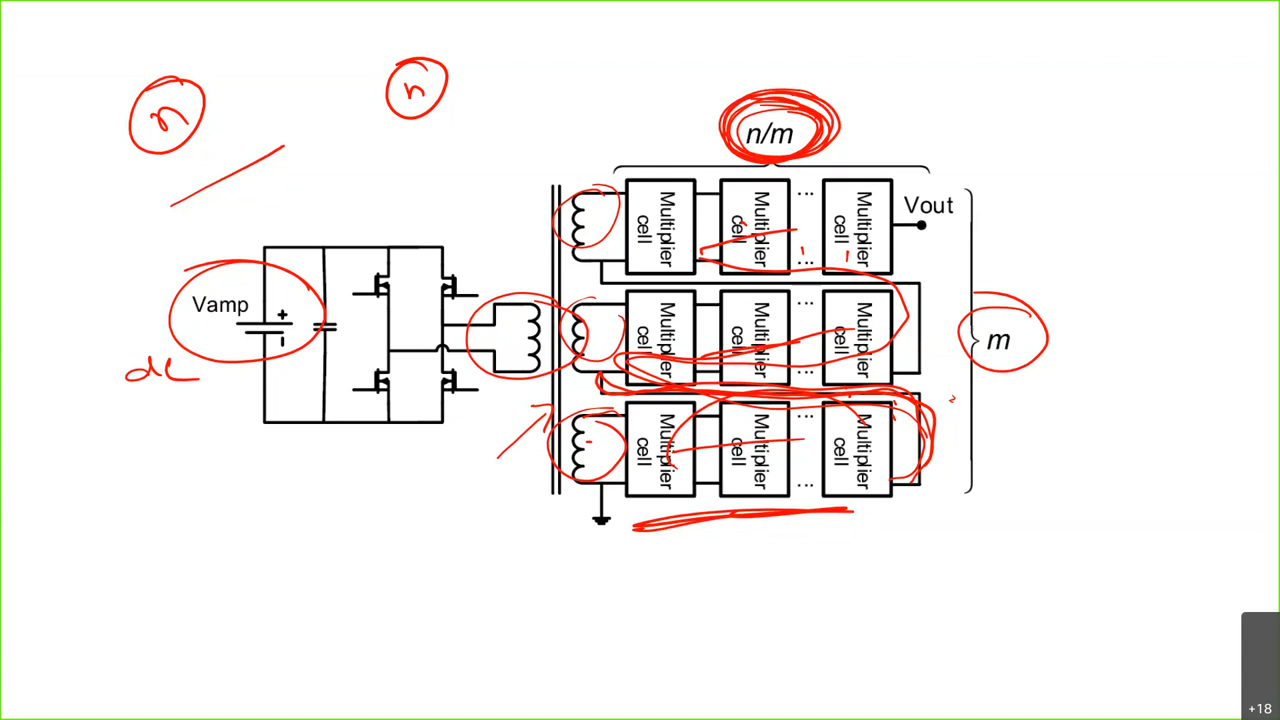 n
n
n/m
Multiplier cell
Multiplier cell
...
Multiplier cell
Vout
...
Vamp
+
-
dc
Multiplier cell
Multiplier cell
...
Multiplier cell
...
m
Multiplier cell
Multiplier cell
...
Multiplier cell
...
+18